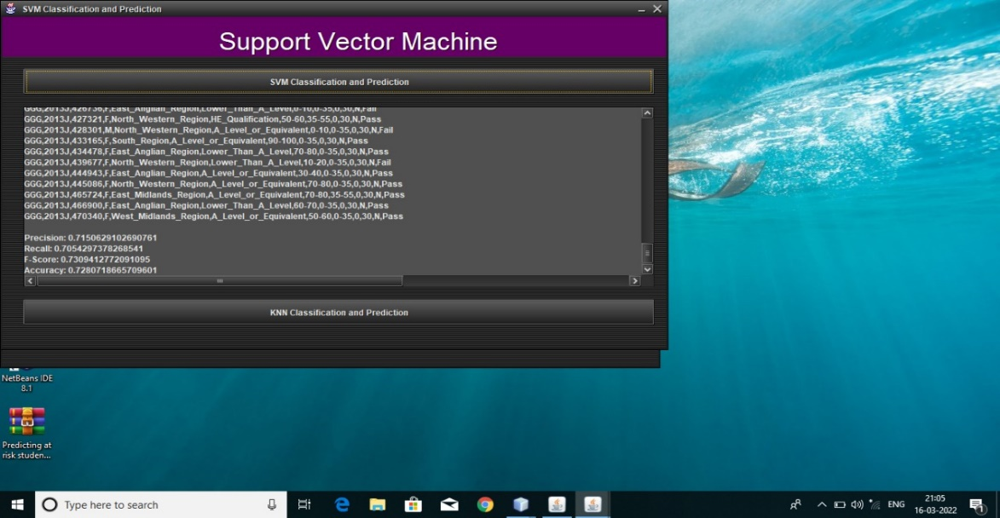 SVM Classification and Prediction
Support Vector Machine
SVM Classification and Prediction
GGG,2013J,426736,F,East_Anglian_Region,Lower_Than_A_Level,0-10,0-35,0,30,N,Fail
GGG,2013J,427321,F,North_Western_Region,HE_Qualification,50-60,35-55,0,30,N,Pass
GGG,2013J,428301,M,North_Western_Region,A_Level_or_Equivalent,0-10,0-35,0,30,N,Fail
GGG,2013J,433165,F,South_Region,A_Level_or_Equivalent,90-100,0-35,0,30,N,Pass
GGG,2013J,434478,F,East_Anglian_Region,Lower_Than_A_Level,70-80,0-35,0,30,N,Pass
GGG,2013J,439677,F,North_Western_Region,Lower_Than_A_Level,10-20,0-35,0,30,N,Fail
GGG,2013J,444943,F,East_Anglian_Region,A_Level_or_Equivalent,30-40,0-35,0,30,N,Pass
GGG,2013J,445086,F,North_Western_Region,A_Level_or_Equivalent,70-80,0-35,0,30,N,Pass
GGG,2013J,465724,F,East_Midlands_Region,A_Level_or_Equivalent,70-80,35-55,0,30,N,Pass
GGG,2013J,466900,F,East_Anglian_Region,Lower_Than_A_Level,60-70,0-35,0,30,N,Pass
GGG,2013J,470340,F,West_Midlands_Region,A_Level_or_Equivalent,50-60,0-35,0,30,N,Pass
Precision: 0.7150629102690761
Recall: 0.7054297378268541
F-Score: 0.7309412772091095
Accuracy: 0.7280718665709601
KNN Classification and Prediction
NetBeans IDE
8.1
Predicting at
risk studen...
Type here to search
ENG
21:05
16-03-2022
1